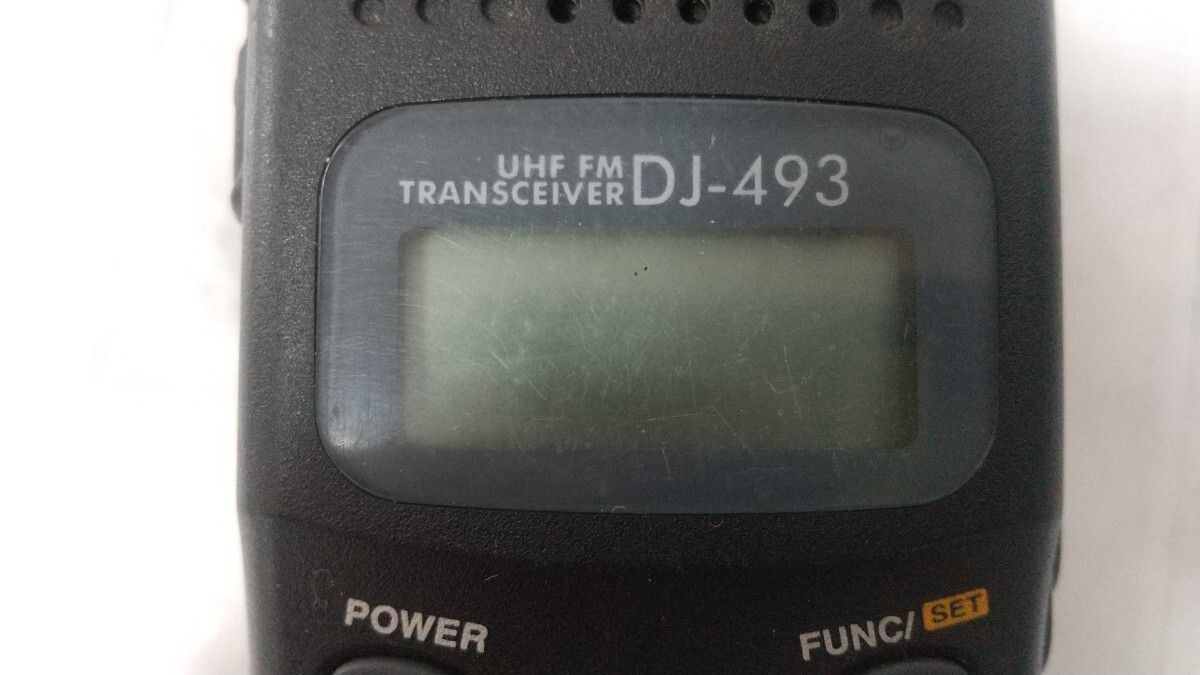 UHF FM
TRANSCEIVER DJ-493
POWER
FUNC/ SET